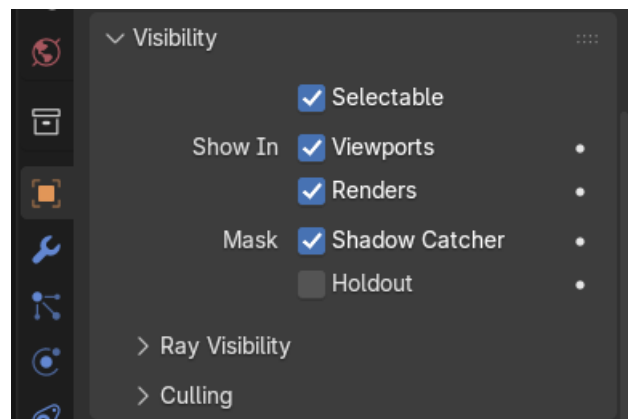 Visibility
Selectable
Show In Viewports
Renders
Mask Shadow Catcher
Holdout
Ray Visibility
Culling